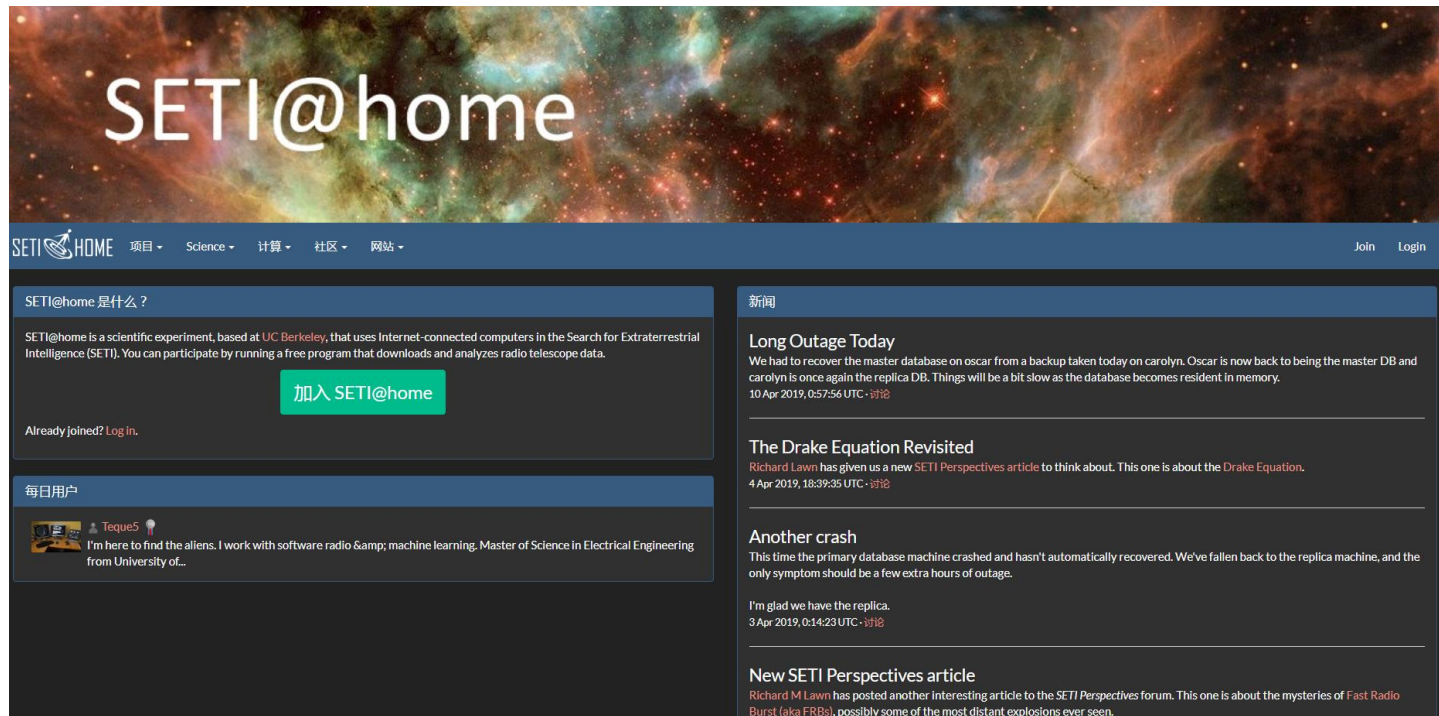 SETI@home
SETI HOME 项目 Science 计算 社区 网站 Join Login
SETI@home 是什么？
SETI@home is a scientific experiment, based at UC Berkeley, that uses Internet-connected computers in the Search for Extraterrestrial
Intelligence (SETI). You can participate by running a free program that downloads and analyzes radio telescope data.
加入 SETI@home
Already joined? Log in.
每日用户
Teque5
I'm here to find the aliens. I work with software radio &amp; machine learning. Master of Science in Electrical Engineering
from University of...
新闻
Long Outage Today
We had to recover the master database on oscar from a backup taken today on carolyn. Oscar is now back to being the master DB and
carolyn is once again the replica DB. Things will be a bit slow as the database becomes resident in memory.
10 Apr 2019, 0:57:56 UTC · 讨论
The Drake Equation Revisited
Richard Lawn has given us a new SETI Perspectives article to think about. This one is about the Drake Equation.
4 Apr 2019, 18:39:35 UTC · 讨论
Another crash
This time the primary database machine crashed and hasn't automatically recovered. We've fallen back to the replica machine, and the
only symptom should be a few extra hours of outage.
I'm glad we have the replica.
3 Apr 2019, 0:14:23 UTC · 讨论
New SETI Perspectives article
Richard M Lawn has posted another interesting article to the SETI Perspectives forum. This one is about the mysteries of Fast Radio
Burst (aka FRBs), possibly some of the most distant explosions ever seen.